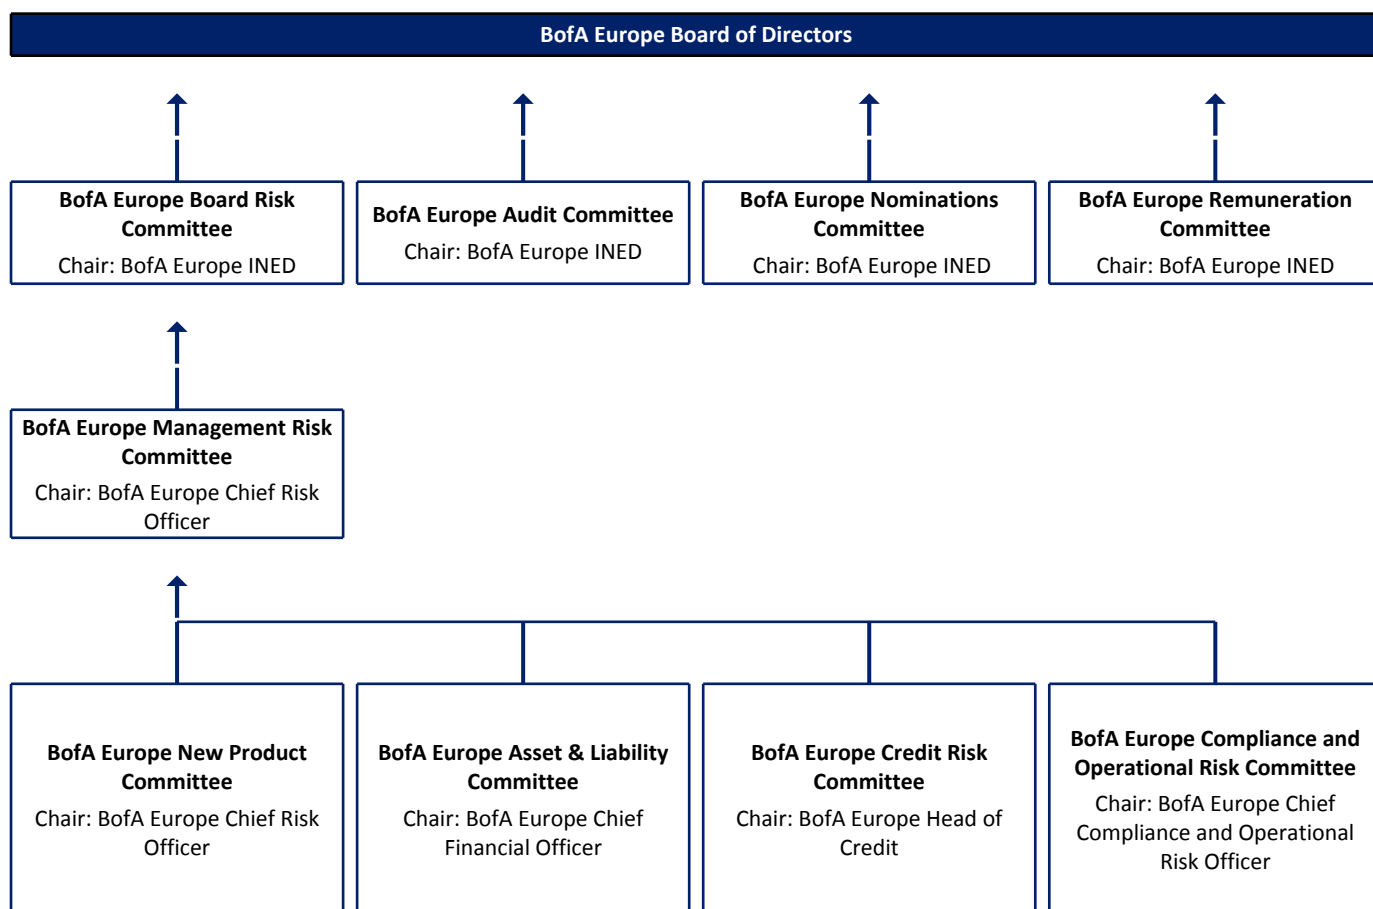 BofA Europe Board of Directors
BofA Europe Board Risk
Committee
Chair: BofA Europe INED
BofA Europe Audit Committee
Chair: BofA Europe INED
BofA Europe Nominations
Committee
Chair: BofA Europe INED
BofA Europe Remuneration
Committee
Chair: BofA Europe INED
BofA Europe Management Risk
Committee
Chair: BofA Europe Chief Risk
Officer
BofA Europe New Product
Committee
Chair: BofA Europe Chief Risk
Officer
BofA Europe Asset & Liability
Committee
Chair: BofA Europe Chief
Financial Officer
BofA Europe Credit Risk
Committee
Chair: BofA Europe Head of
Credit
BofA Europe Compliance and
Operational Risk Committee
Chair: BofA Europe Chief
Compliance and Operational
Risk Officer